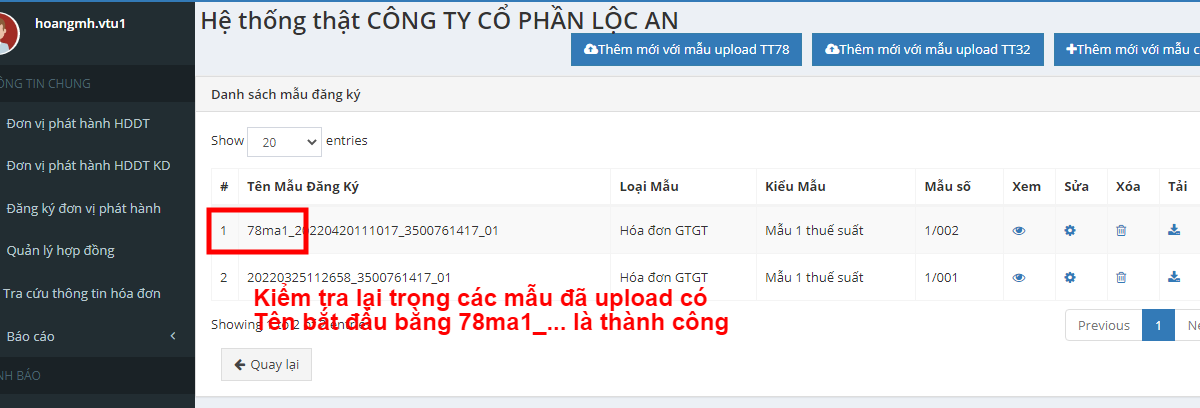 hoangmh.vtu1
Hệ thống thật CÔNG TY CỔ PHẦN LỘC AN
Thêm mới với mẫu upload TT78
Thêm mới với mẫu upload TT32
Thêm mới với mẫu
ÔNG TIN CHUNG
Đơn vị phát hành HDDT
Đơn vị phát hành HDDT KD
Đăng ký đơn vị phát hành
Quản lý hợp đồng
Tra cứu thông tin hóa đơn
Báo cáo
NH BÁO
Danh sách mẫu đăng ký
Show 20 entries
# Tên Mẫu Đăng Ký Loại Mẫu Kiểu Mẫu Mẫu số Xem Sửa Xóa Tải
1 78ma1_20220420111017_3500761417_01 Hóa đơn GTGT Mẫu 1 thuế suất 1/002
2 20220325112658_3500761417_01 Hóa đơn GTGT Mẫu 1 thuế suất 1/001
Kiểm tra lại trong các mẫu đã upload có
Tên bắt đầu bằng 78ma1_... là thành công
Showing 1 to 2 of 2 entries
Previous 1 Ne
Quay lại